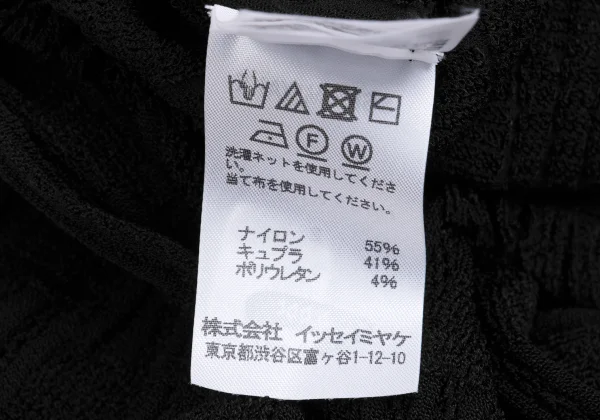 F W
洗濯ネットを使用してくださ
い。
当て布を使用してください。
ナイロン 55%
キュプラ 41%
ポリウレタン 4%
株式会社 イッセイミヤケ
東京都渋谷区富ヶ谷1-12-10